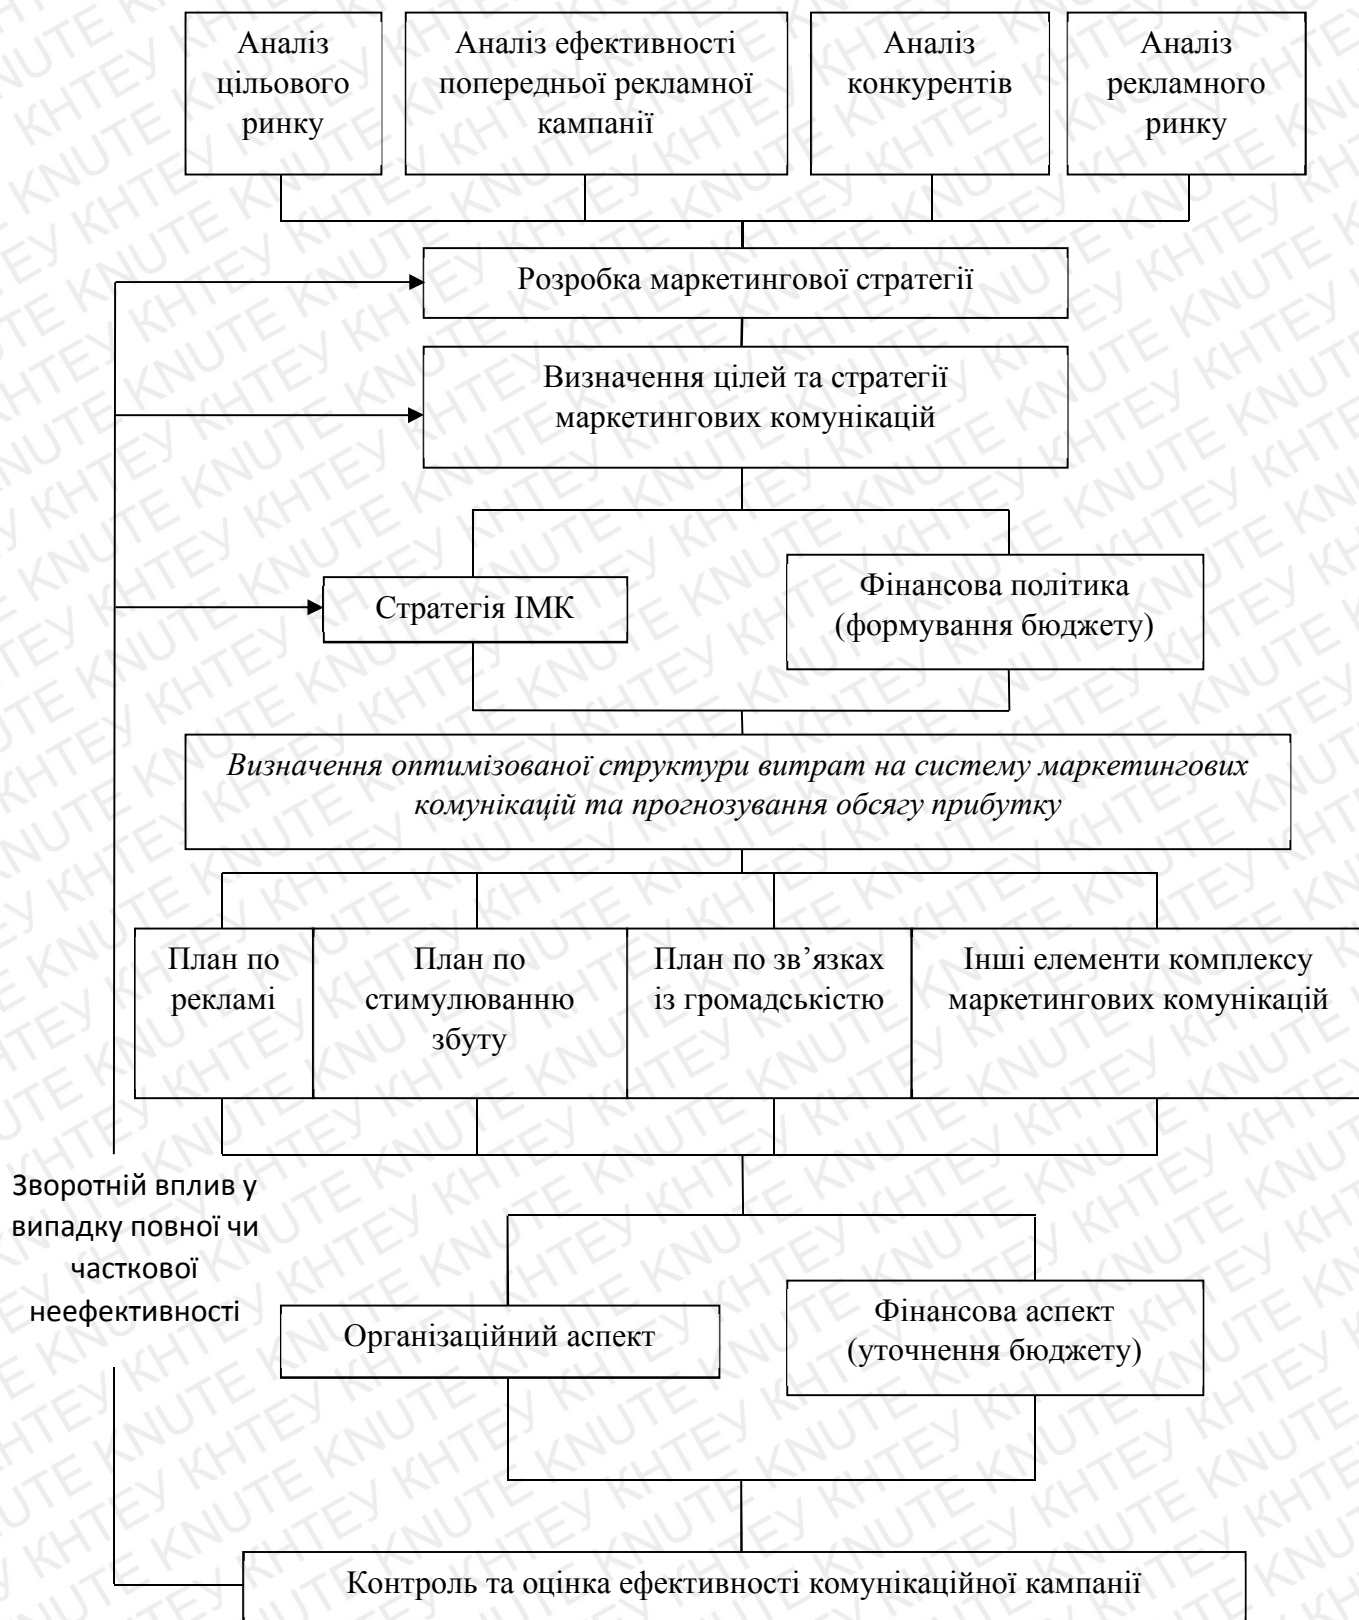 Аналіз
цільового
ринку
Аналіз ефективності
попередньої рекламної
кампанії
Аналіз
конкурентів
Аналіз
рекламного
ринку
Розробка маркетингової стратегії
Визначення цілей та стратегії
маркетингових комунікацій
Стратегія ІМК
Фінансова політика
(формування бюджету)
Визначення оптимізованої структури витрат на систему маркетингових
комунікацій та прогнозування обсягу прибутку
План по
рекламі
План по
стимулюванню
збуту
План по зв’язках
із громадськістю
Інші елементи комплексу
маркетингових комунікацій
Зворотній вплив у
випадку повної чи
часткової
неефективності
Організаційний аспект
Фінансова аспект
(уточнення бюджету)
Контроль та оцінка ефективності комунікаційної кампанії